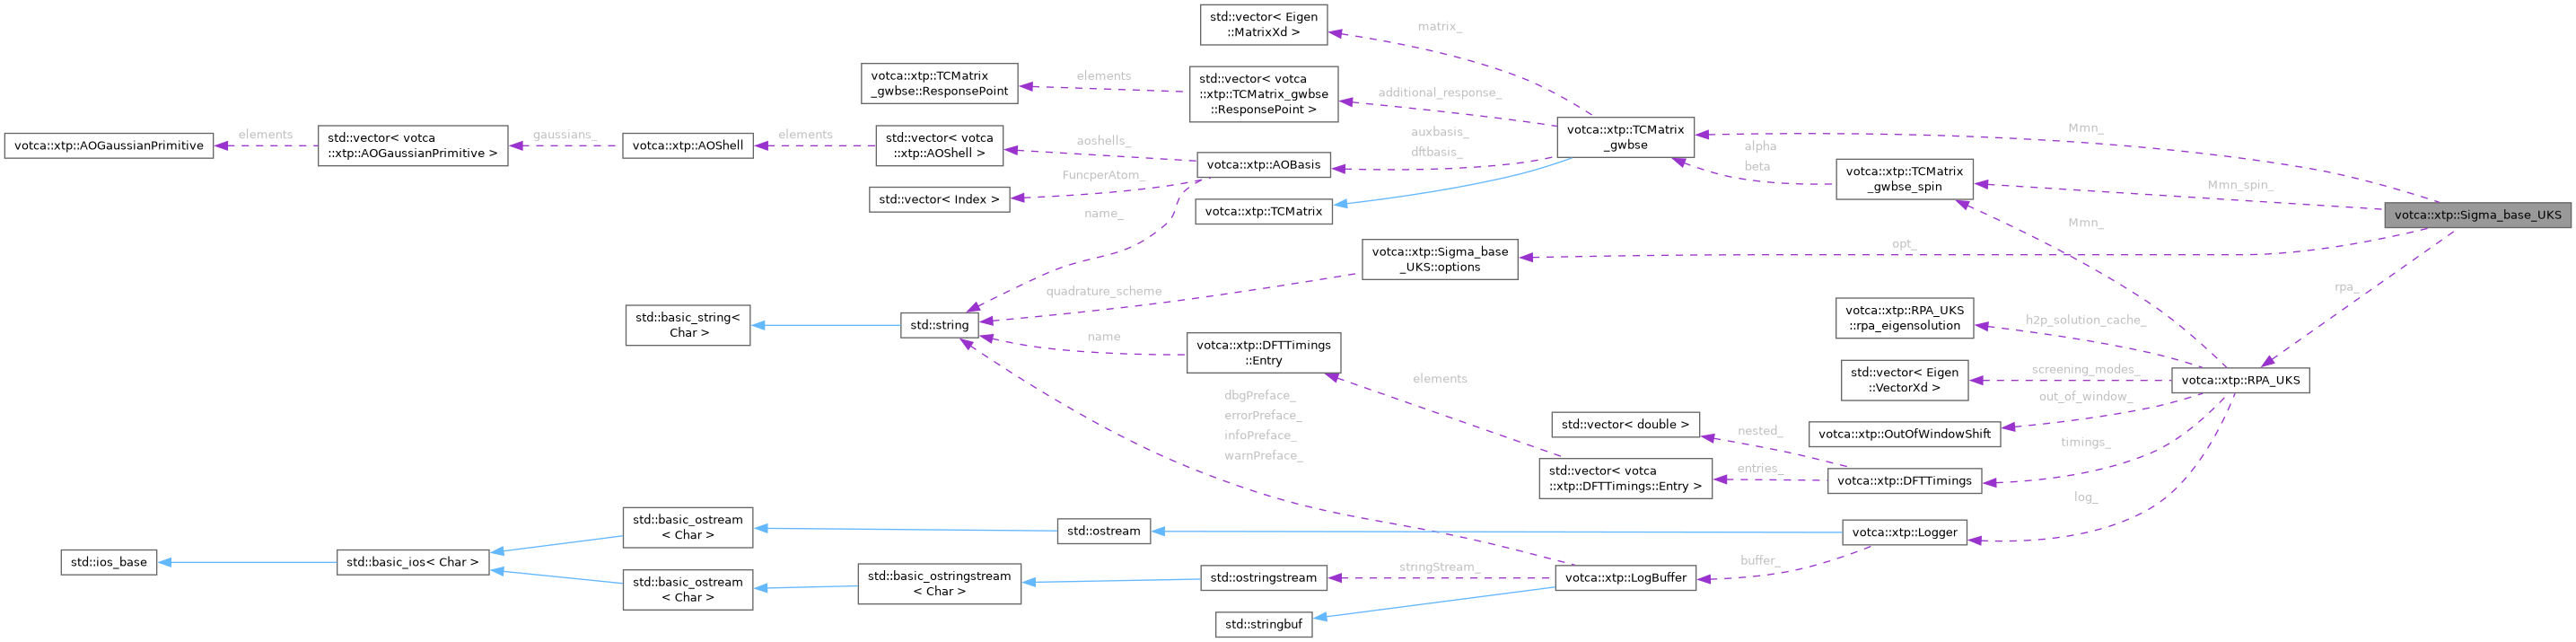 std::vector< Eigen
::MatrixXd >
matrix_
votca::xtp::TCMatrix
_gwbse::ResponsePoint
elements
std::vector< votca
::xtp::TCMatrix_gwbse
::ResponsePoint >
additional_response_
votca::xtp::AOGaussianPrimitive
elements
std::vector< votca
::xtp::AOGaussianPrimitive >
gaussians_
votca::xtp::AOShell
elements
std::vector< votca
::xtp::AOShell >
aoshells_
votca::xtp::AOBasis
auxbasis_
dftbasis_
votca::xtp::TCMatrix
_gwbse
Mmn_
alpha
beta
votca::xtp::TCMatrix
_gwbse_spin
Mmn_spin_
votca::xtp::Sigma_base_UKS
FuncperAtom_
std::vector< Index >
name_
votca::xtp::TCMatrix
Mmn_
votca::xtp::Sigma_base
_UKS::options
opt_
rpa_
quadrature_scheme
std::basic_string<
Char >
std::string
name
votca::xtp::DFTTimings
::Entry
votca::xtp::RPA_UKS
::rpa_eigensolution
h2p_solution_cache_
std::vector< Eigen
::VectorXd >
screening_modes_
votca::xtp::RPA_UKS
elements
out_of_window_
votca::xtp::OutOfWindowShift
dbgPreface_
errorPreface_
infoPreface_
warnPreface_
std::vector< double >
nested_
timings_
std::vector< votca
::xtp::DFTTimings::Entry >
entries_
votca::xtp::DFTTimings
log_
std::basic_ostream
< Char >
std::ostream
votca::xtp::Logger
std::ios_base
std::basic_ios< Char >
buffer_
std::basic_ostream
< Char >
std::basic_ostringstream
< Char >
std::ostringstream
stringStream_
votca::xtp::LogBuffer
std::stringbuf